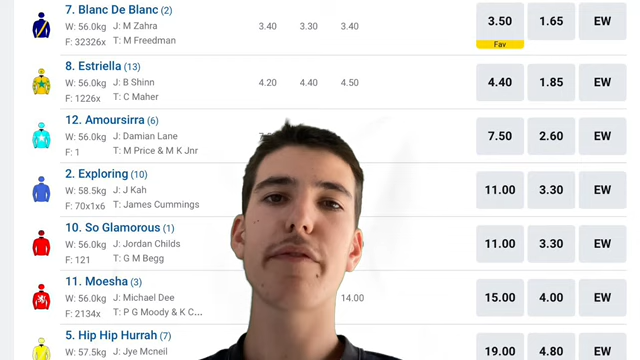 7. Blanc De Blanc (2)
W: 56.0kg J: M Zahra 3.40 3.30 3.40 3.50 1.65 EW
F: 32326x T: M Freedman Fav
8. Estriella (13)
W: 56.0kg J: B Shinn 4.20 4.40 4.50 4.40 1.85 EW
F: 1226x T: C Maher
12. Amoursirra (6)
W: 56.0kg J: Damian Lane 7.50 2.60 EW
F: 1 T: M Price & M K Jnr
2. Exploring (10)
W: 58.5kg J: J Kah 11.00 3.30 EW
F: 70x1x6 T: James Cummings
10. So Glamorous (1)
W: 56.0kg J: Jordan Childs 11.00 3.30 EW
F: 121 T: G M Begg
11. Moesha (3)
W: 56.0kg J: Michael Dee 14.00 15.00 4.00 EW
F: 2134x T: P G Moody & K C...
5. Hip Hip Hurrah (7)
W: 57.5kg J: Jye Mcneil 19.00 4.80 EW